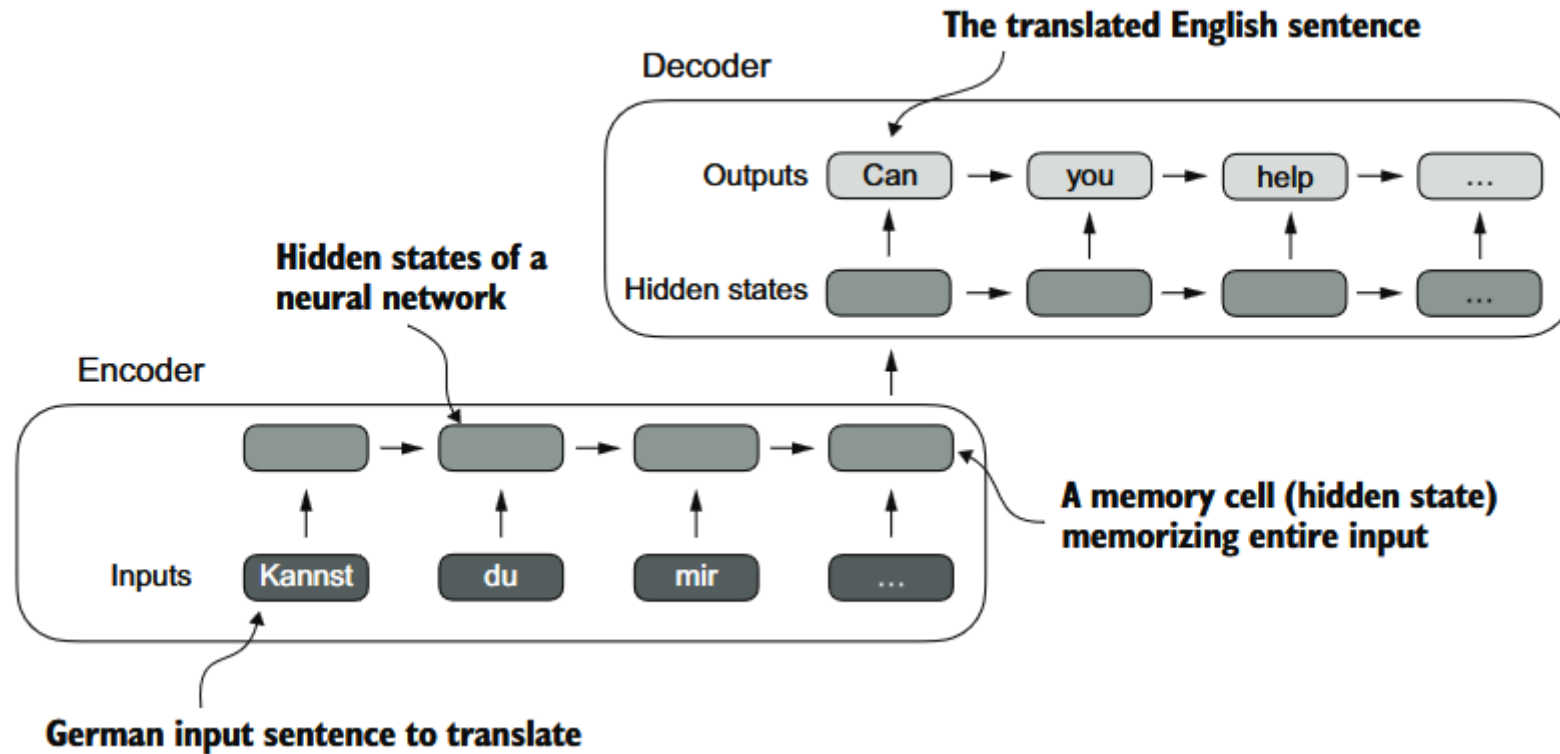 The translated English sentence
Decoder
Outputs Can you help ...
Hidden states of a
neural network
Hidden states ...
Encoder
A memory cell (hidden state)
memorizing entire input
Inputs Kannst du mir ...
German input sentence to translate